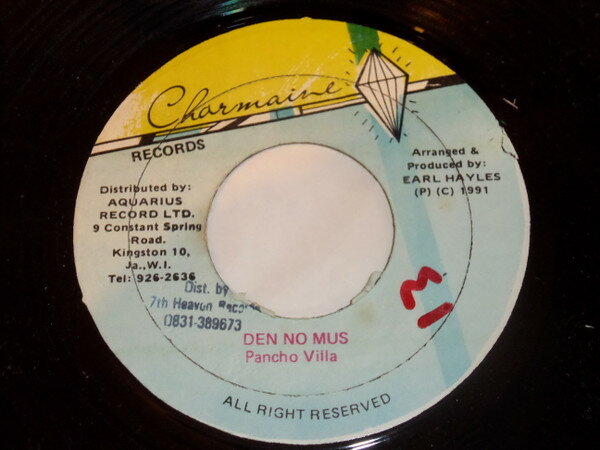 Charmaine
RECORDS
Distributed by:
AQUARIUS
RECORD LTD.
9 Constant Spring
Road.
Kingston 10,
Ja.,W.I.
Tel: 926-2636
Arranged &
Produced by:
EARL HAYLES
(P) (C) 1991
Dist. by
7th Heaven
0831-389673
DEN NO MUS
Pancho Villa
ALL RIGHT RESERVED